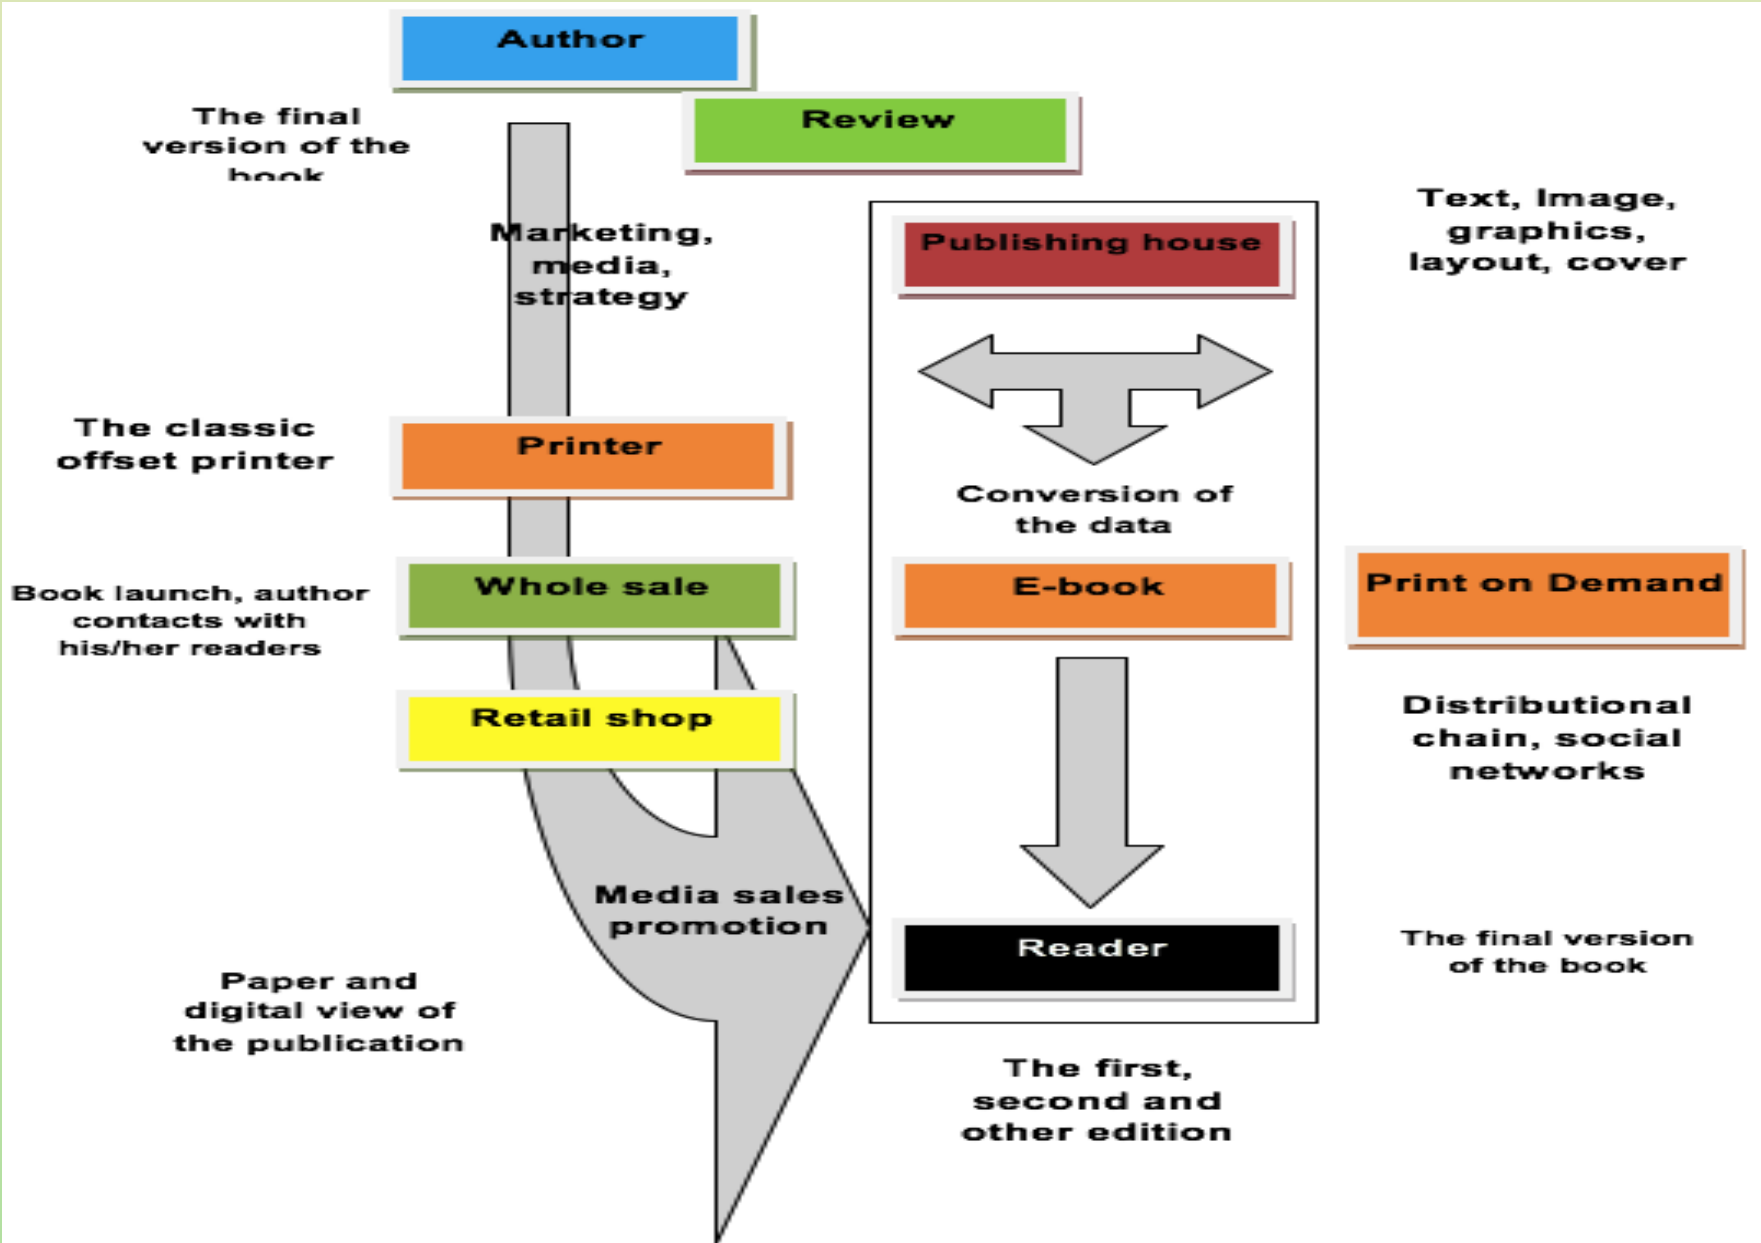 Author
The final
version of the
book
Review
Marketing,
media,
strategy
Publishing house
Text, Image,
graphics,
layout, cover
The classic
offset printer
Printer
Conversion of
the data
Book launch, author
contacts with
his/her readers
Whole sale
E-book
Print on Demand
Retail shop
Distributional
chain, social
networks
Media sales
promotion
Reader
The final version
of the book
Paper and
digital view of
the publication
The first,
second and
other edition